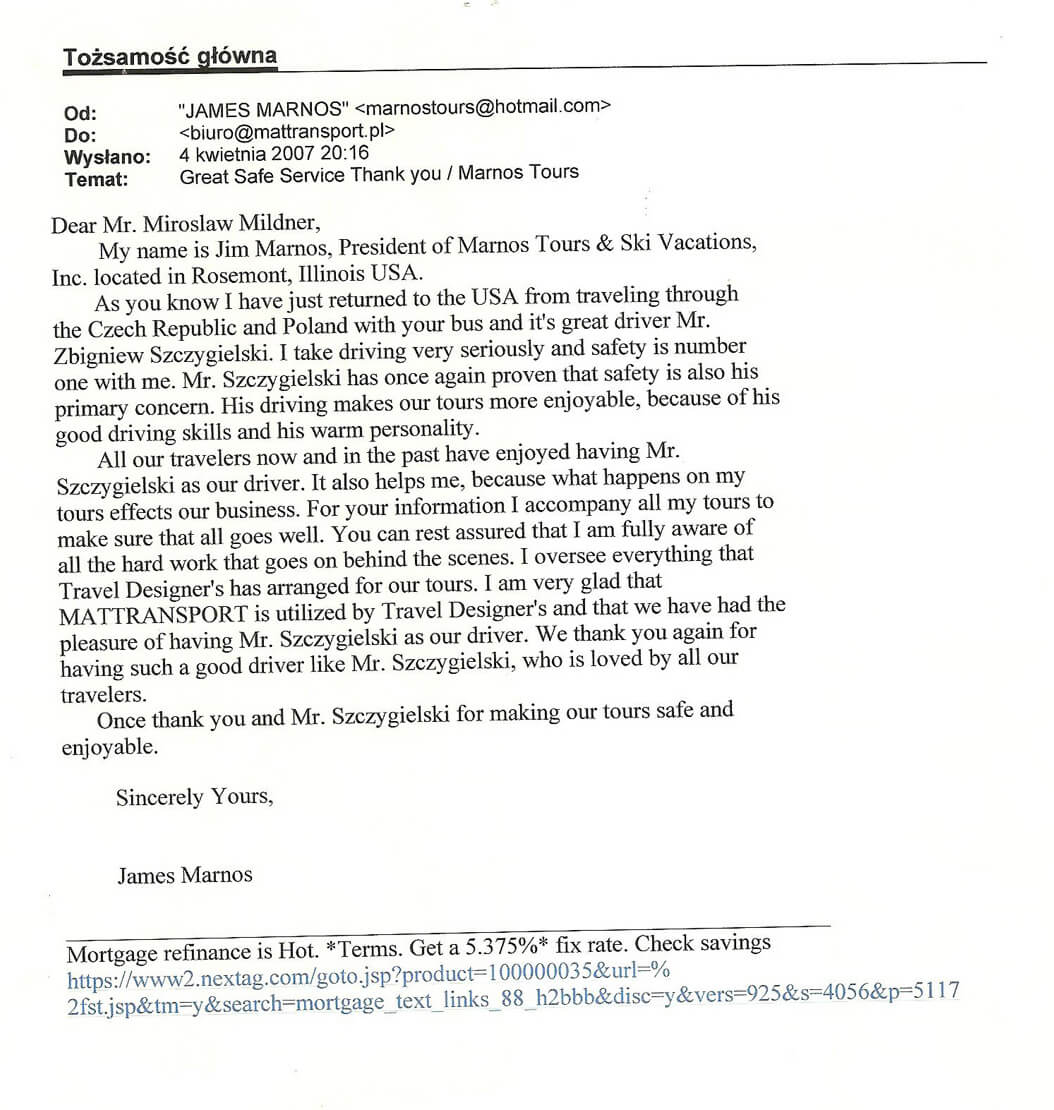 Tożsamość główna
Od: "JAMES MARNOS" <marnostours@hotmail.com>
Do: <biuro@mattransport.pl>
Wysłano: 4 kwietnia 2007 20:16
Temat: Great Safe Service Thank you / Marnos Tours
Dear Mr. Miroslaw Mildner,
My name is Jim Marnos, President of Marnos Tours & Ski Vacations,
Inc. located in Rosemont, Illinois USA.
As you know I have just returned to the USA from traveling through
the Czech Republic and Poland with your bus and it's great driver Mr.
Zbigniew Szczygielski. I take driving very seriously and safety is number
one with me. Mr. Szczygielski has once again proven that safety is also his
primary concern. His driving makes our tours more enjoyable, because of his
good driving skills and his warm personality.
All our travelers now and in the past have enjoyed having Mr.
Szczygielski as our driver. It also helps me, because what happens on my
tours effects our business. For your information I accompany all my tours to
make sure that all goes well. You can rest assured that I am fully aware of
all the hard work that goes on behind the scenes. I oversee everything that
Travel Designer's has arranged for our tours. I am very glad that
MATTRANSPORT is utilized by Travel Designer's and that we have had the
pleasure of having Mr. Szczygielski as our driver. We thank you again for
having such a good driver like Mr. Szczygielski, who is loved by all our
travelers.
Once thank you and Mr. Szczygielski for making our tours safe and
enjoyable.
Sincerely Yours,
James Marnos
Mortgage refinance is Hot. *Terms. Get a 5.375%* fix rate. Check savings
https://www2.nextag.com/goto.jsp?product=100000035&url=%
2fst.jsp&tm=y&search=mortgage_text_links_88_h2bbb&disc=y&vers=925&s=4056&p=5117